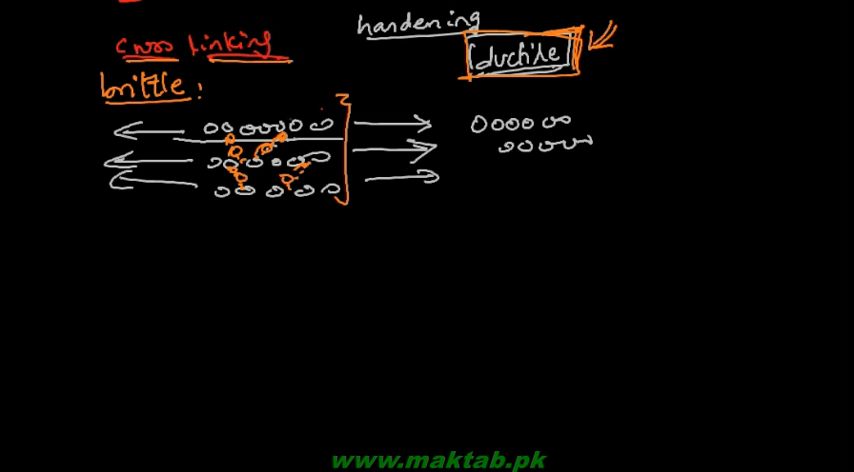 hardening
cross linking
ductile
brittle:
www.maktab.pk